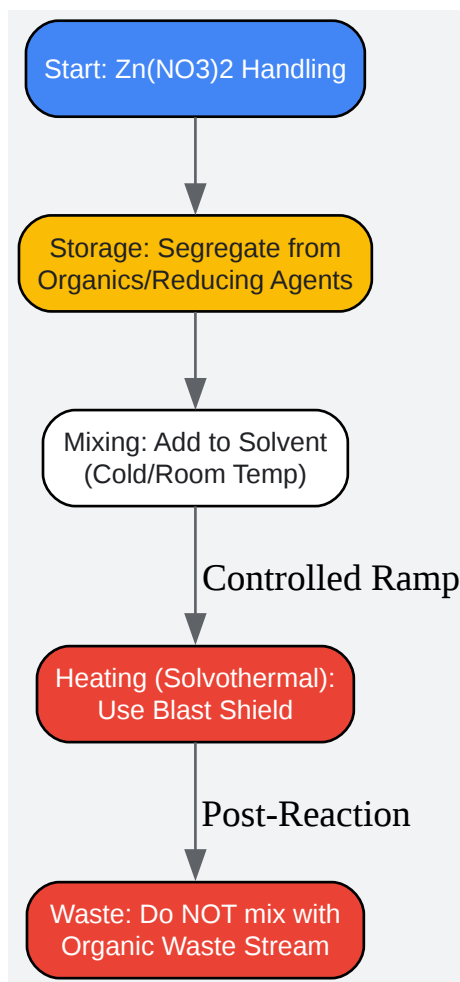 Start: Zn(NO3)2 Handling
Storage: Segregate from
Organics/Reducing Agents
Mixing: Add to Solvent
(Cold/Room Temp)
Controlled Ramp
Heating (Solvothermal):
Use Blast Shield
Post-Reaction
Waste: Do NOT mix with
Organic Waste Stream